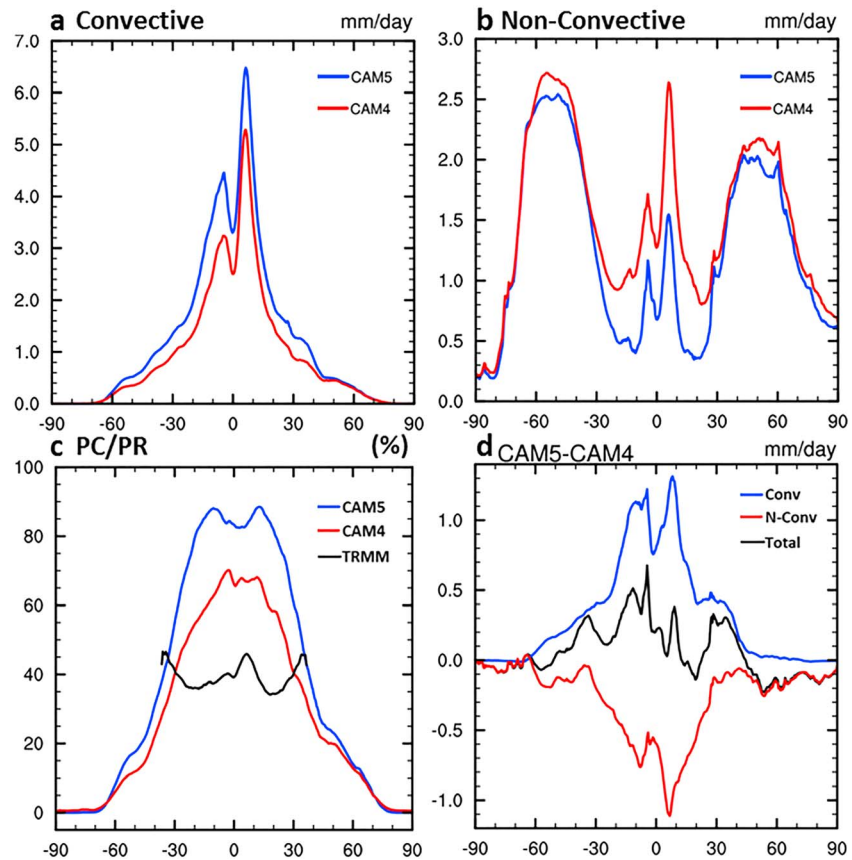 a Convective mm/day
7.0
6.0
5.0
4.0
3.0
2.0
1.0
0.0
CAM5
CAM4
-90 -60 -30 0 30 60 90
b Non-Convective mm/day
3.0
2.5
2.0
1.5
1.0
0.5
0.0
CAM5
CAM4
-90 -60 -30 0 30 60 90
c PC/PR (%)
100
80
60
40
20
0
CAM5
CAM4
TRMM
-90 -60 -30 0 30 60 90
d CAM5-CAM4 mm/day
1.0
0.5
0.0
-0.5
-1.0
Conv
N-Conv
Total
-90 -60 -30 0 30 60 90